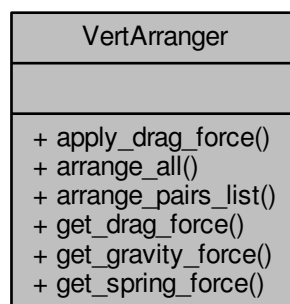 VertArranger
+ apply_drag_force()
+ arrange_all()
+ arrange_pairs_list()
+ get_drag_force()
+ get_gravity_force()
+ get_spring_force()